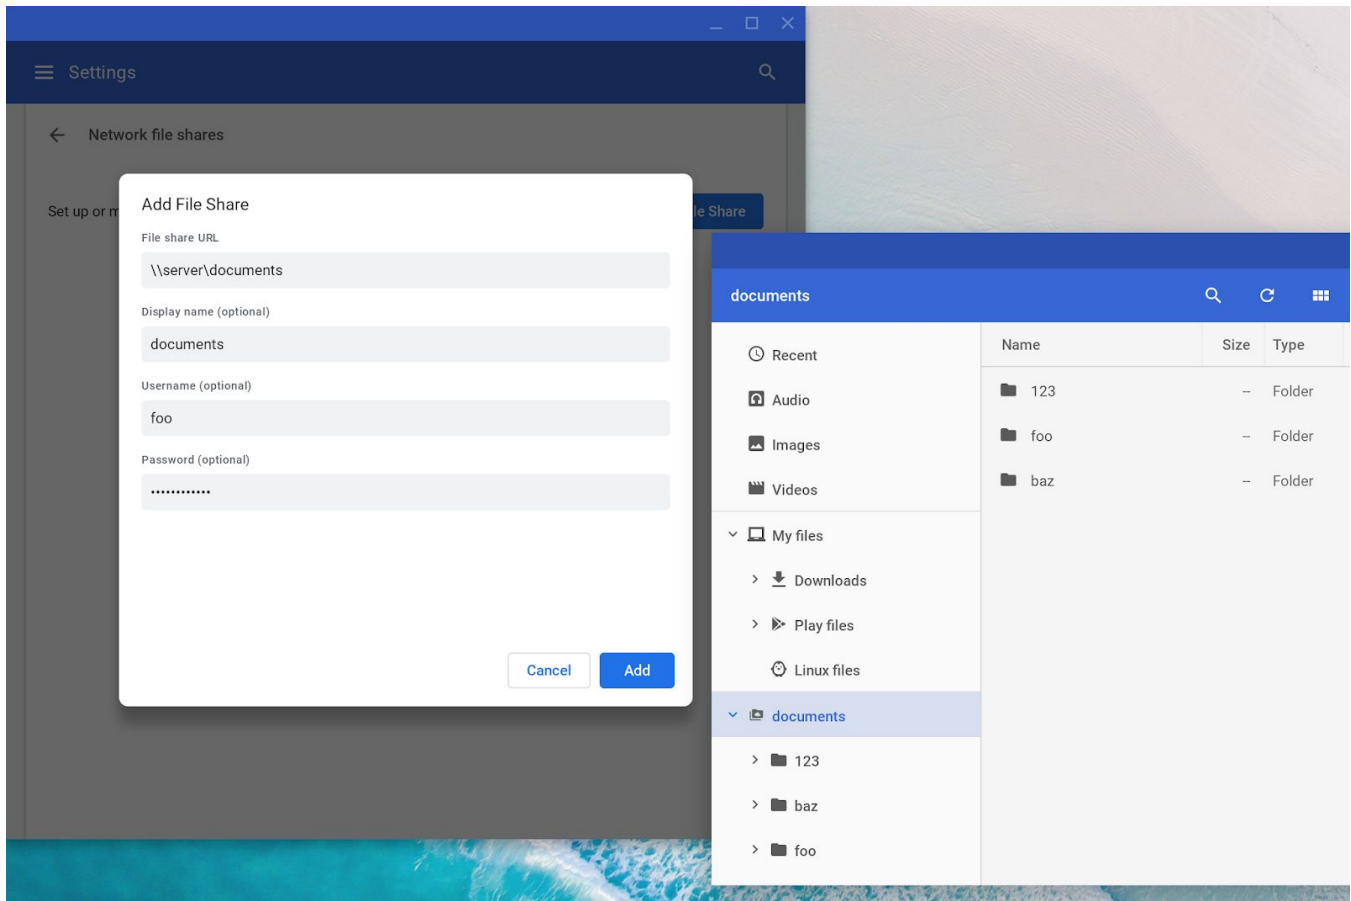 Settings
Network file shares
Set up or
Share
Add File Share
File share URL
\\server\documents
Display name (optional)
documents
Username (optional)
foo
Password (optional)
••••••••••••
Cancel
Add
documents
Recent
Audio
Images
Videos
My files
Downloads
Play files
Linux files
documents
123
baz
foo
Name Size Type
123 -- Folder
foo -- Folder
baz -- Folder